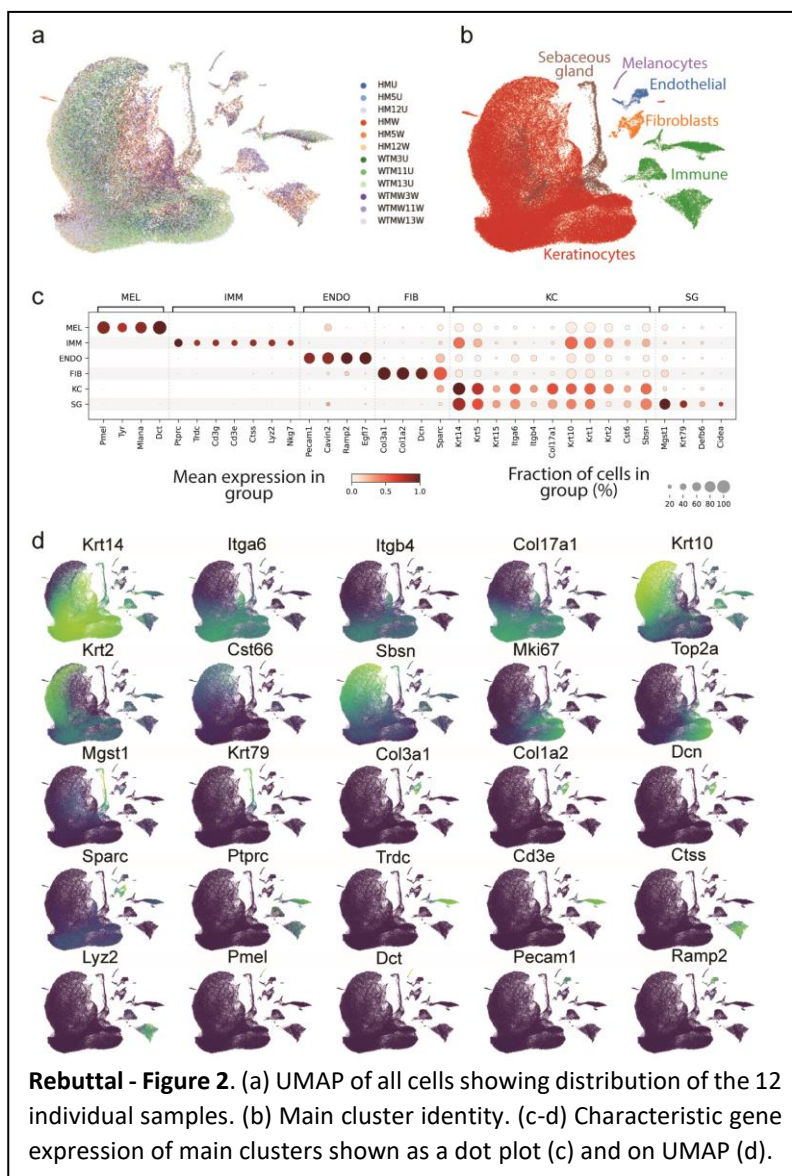 a
HMU
HM5U
HM12U
HMW
HM5W
HM12W
WTM3U
WTM11U
WTM13U
WTMW3W
WTMW11W
WTMW13W
b
Sebaceous
gland
Melanocytes
Endothelial
Fibroblasts
Immune
Keratinocytes
c
MEL IMM ENDO FIB KC SG
MEL
IMM
ENDO
FIB
KC
SG
Pmel Tyr Mlana Dct Ptprc Trdc Cd3g Cd3e Ctss Lyz2 Nkg7 Pecam1 Cavin2 Ramp2 Egfl7 Col3a1 Col1a2 Dcn Sparc Krt14 Krt5 Krt15 Itga6 Itgb4 Col17a1 Krt10 Krt1 Krt2 Cst6 Sbsn Mgst1 Krt79 Defb6 Cidea
Mean expression in
group
0.0 0.5 1.0
Fraction of cells in
group (%)
20 40 60 80 100
d
Krt14 Itga6 Itgb4 Col17a1 Krt10
Krt2 Cst66 Sbsn Mki67 Top2a
Mgst1 Krt79 Col3a1 Col1a2 Dcn
Sparc Ptprc Trdc Cd3e Ctss
Lyz2 Pmel Dct Pecam1 Ramp2
Rebuttal - Figure 2. (a) UMAP of all cells showing distribution of the 12
individual samples. (b) Main cluster identity. (c-d) Characteristic gene
expression of main clusters shown as a dot plot (c) and on UMAP (d).